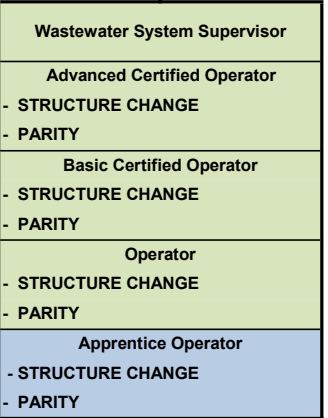 Wastewater System Supervisor
Advanced Certified Operator
- STRUCTURE CHANGE
- PARITY
Basic Certified Operator
- STRUCTURE CHANGE
- PARITY
Operator
- STRUCTURE CHANGE
- PARITY
Apprentice Operator
- STRUCTURE CHANGE
- PARITY